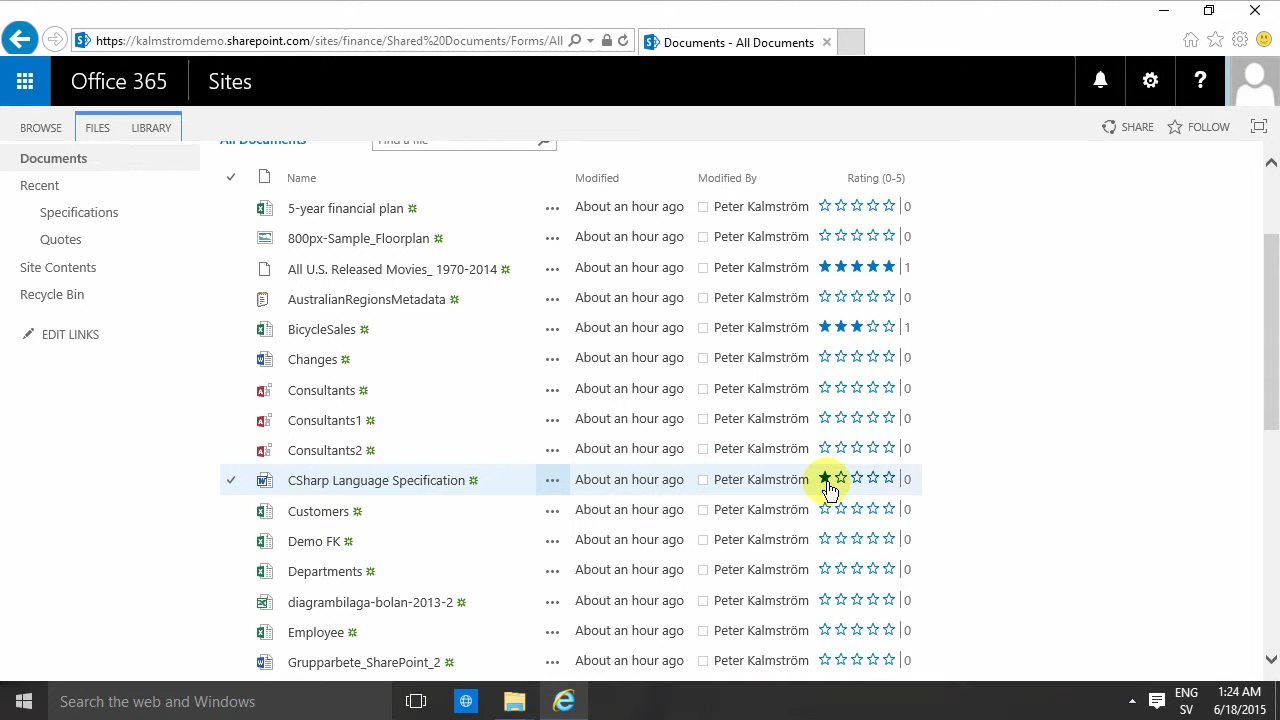 https://kalmstromdemo.sharepoint.com/sites/finance/Shared%20Documents/Forms/All
Documents - All Documents
Office 365
Sites
BROWSE
FILES
LIBRARY
SHARE
FOLLOW
Documents
Recent
Specifications
Quotes
Site Contents
Recycle Bin
EDIT LINKS
All Documents
Find a file
Name Modified Modified By Rating (0-5)
5-year financial plan About an hour ago Peter Kalmström 0
800px-Sample_Floorplan About an hour ago Peter Kalmström 0
All U.S. Released Movies_ 1970-2014 About an hour ago Peter Kalmström 1
AustralianRegionsMetadata About an hour ago Peter Kalmström 0
BicycleSales About an hour ago Peter Kalmström 1
Changes About an hour ago Peter Kalmström 0
Consultants About an hour ago Peter Kalmström 0
Consultants1 About an hour ago Peter Kalmström 0
Consultants2 About an hour ago Peter Kalmström 0
CSharp Language Specification About an hour ago Peter Kalmström 0
Customers About an hour ago Peter Kalmström 0
Demo FK About an hour ago Peter Kalmström 0
Departments About an hour ago Peter Kalmström 0
diagrambilaga-bolan-2013-2 About an hour ago Peter Kalmström 0
Employee About an hour ago Peter Kalmström 0
Grupparbete_SharePoint_2 About an hour ago Peter Kalmström 0
Search the web and Windows
ENG
SV
1:24 AM
6/18/2015